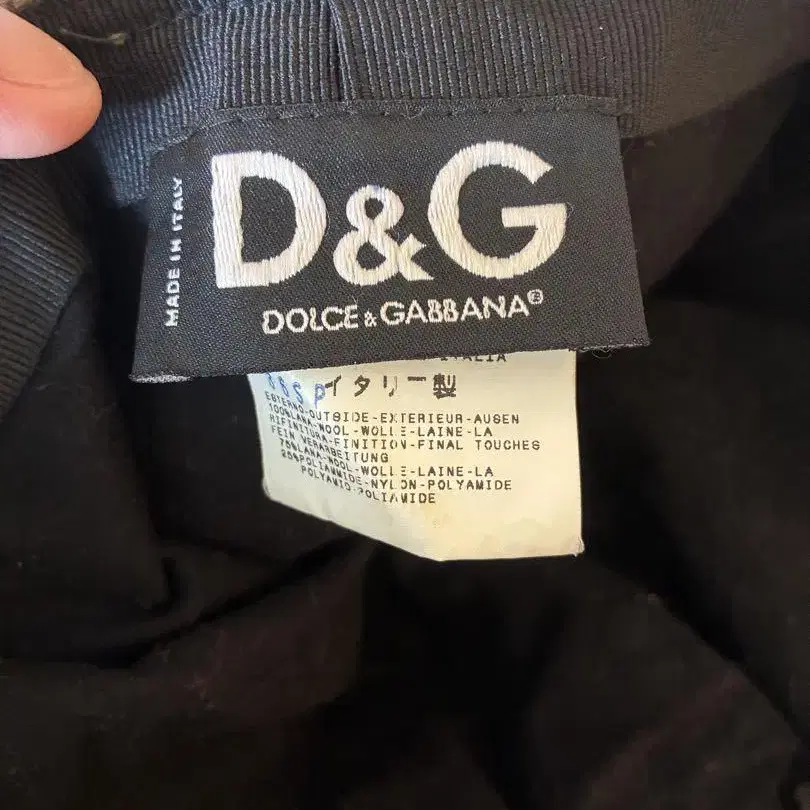 MADE IN ITALY
D&G
DOLCE & GABBANA®
ITALIA
イタリー製
ESTERNO-OUTSIDE-EXTERIEUR-AUSEN
100%LANA-WOOL-WOLLE-LAINE-LA
RIFINITURA-FINITION-FINAL TOUCHES
FEIN VERARBEITUNG
75%LANA-WOOL-WOLLE-LAINE-LA
25%POLIAMMIDE-NYLON-POLYAMIDE
POLYAMID-POLIAMIDE